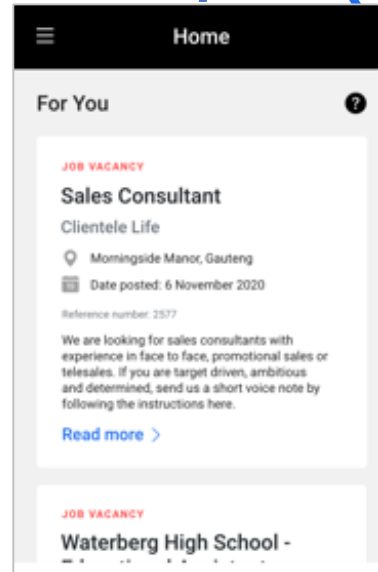 Home
For You
JOB VACANCY
Sales Consultant
Clientele Life
Morningside Manor, Gauteng
Date posted: 6 November 2020
Reference number: 2577
We are looking for sales consultants with
experience in face to face, promotional sales or
telesales. If you are target driven, ambitious
and determined, send us a short voice note by
following the instructions here.
Read more >
JOB VACANCY
Waterberg High School -